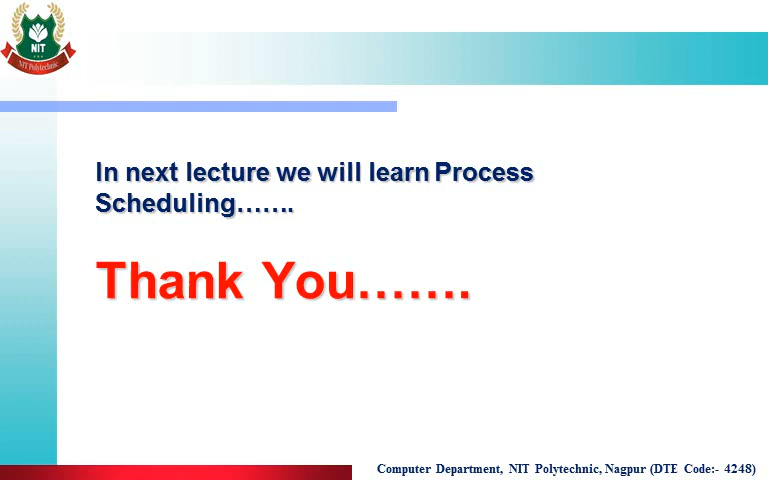 NIT
NIT Polytechnic
In next lecture we will learn Process
Scheduling…….
Thank You…….
Computer Department, NIT Polytechnic, Nagpur (DTE Code:- 4248)